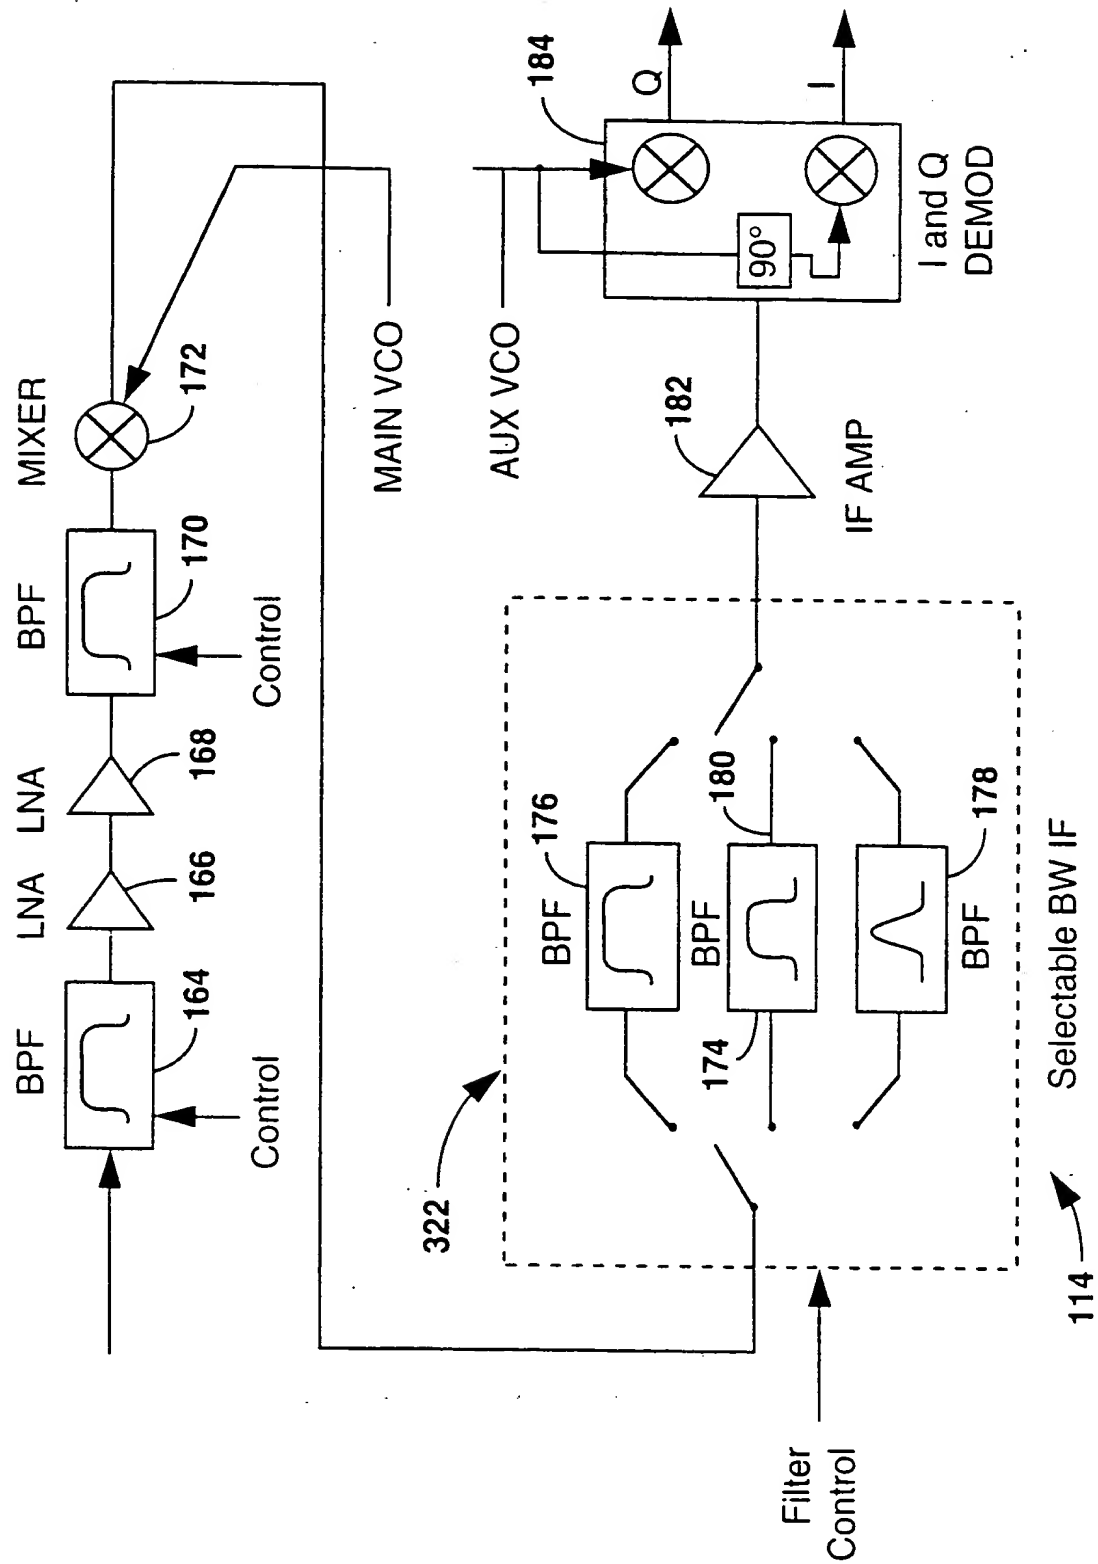 BPF
LNA
LNA
BPF
MIXER
164
166
168
170
172
Control
Control
MAIN VCO
AUX VCO
184
Q
I
90°
I and Q
DEMOD
182
IF AMP
322
BPF
176
BPF
174
180
BPF
178
Filter
Control
Selectable BW IF
114